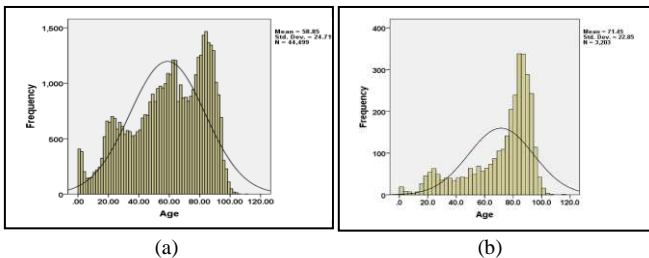 1,500
1,000
500
0
Frequency
.00 20.00 40.00 60.00 80.00 100.00 120.00
Age
Mean = 58.85
Std. Dev. = 24.71
N = 44,499
(a)
400
300
200
100
0
Frequency
.0 20.0 40.0 60.0 80.0 100.0 120.0
Age
Mean = 71.45
Std. Dev. = 22.85
N = 3,203
(b)